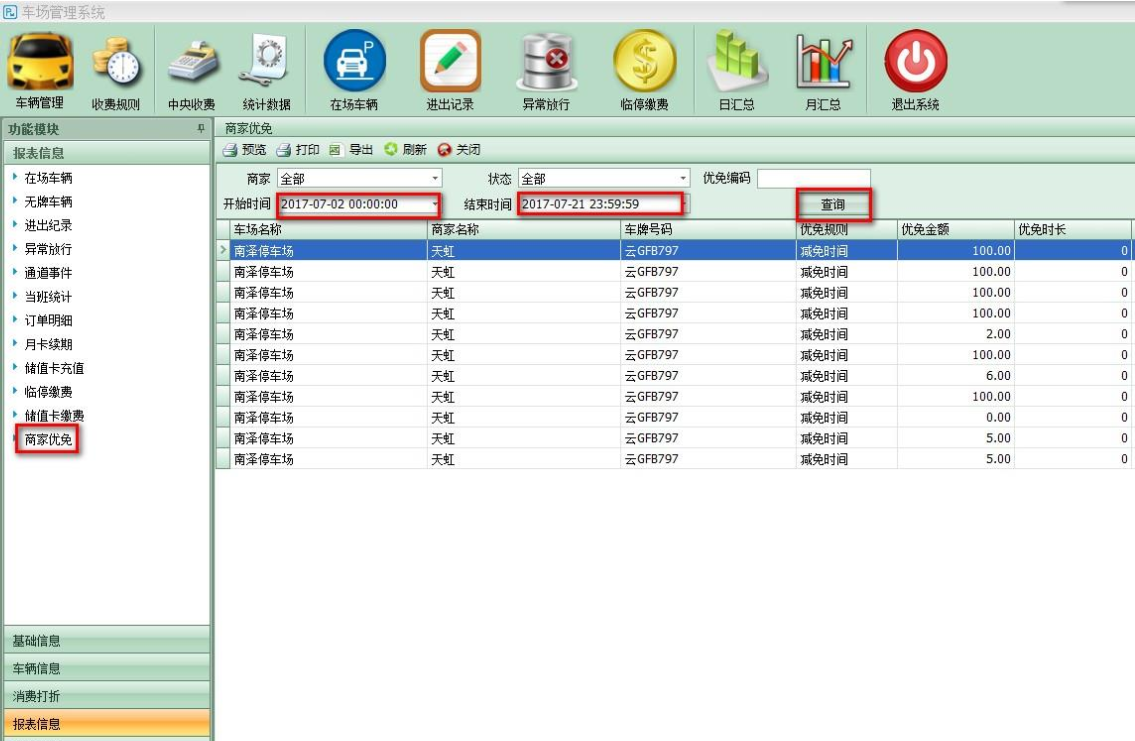 车场管理系统
车辆管理 收费规则 中央收费 统计数据 在场车辆 进出记录 异常放行 临停缴费 日汇总 月汇总 退出系统
功能模块
报表信息
在场车辆
无牌车辆
进出纪录
异常放行
通道事件
当班统计
订单明细
月卡续期
储值卡充值
临停缴费
储值卡缴费
商家优免
基础信息
车辆信息
消费打折
报表信息
商家优免
预览 打印 导出 刷新 关闭
商家 全部 状态 全部 优免编码
开始时间 2017-07-02 00:00:00 结束时间 2017-07-21 23:59:59 查询
车场名称 商家名称 车牌号码 优免规则 优免金额 优免时长
南泽停车场 天虹 云GFB797 减免时间 100.00 0
南泽停车场 天虹 云GFB797 减免时间 100.00 0
南泽停车场 天虹 云GFB797 减免时间 100.00 0
南泽停车场 天虹 云GFB797 减免时间 100.00 0
南泽停车场 天虹 云GFB797 减免时间 2.00 0
南泽停车场 天虹 云GFB797 减免时间 100.00 0
南泽停车场 天虹 云GFB797 减免时间 6.00 0
南泽停车场 天虹 云GFB797 减免时间 100.00 0
南泽停车场 天虹 云GFB797 减免时间 0.00 0
南泽停车场 天虹 云GFB797 减免时间 5.00 0
南泽停车场 天虹 云GFB797 减免时间 5.00 0